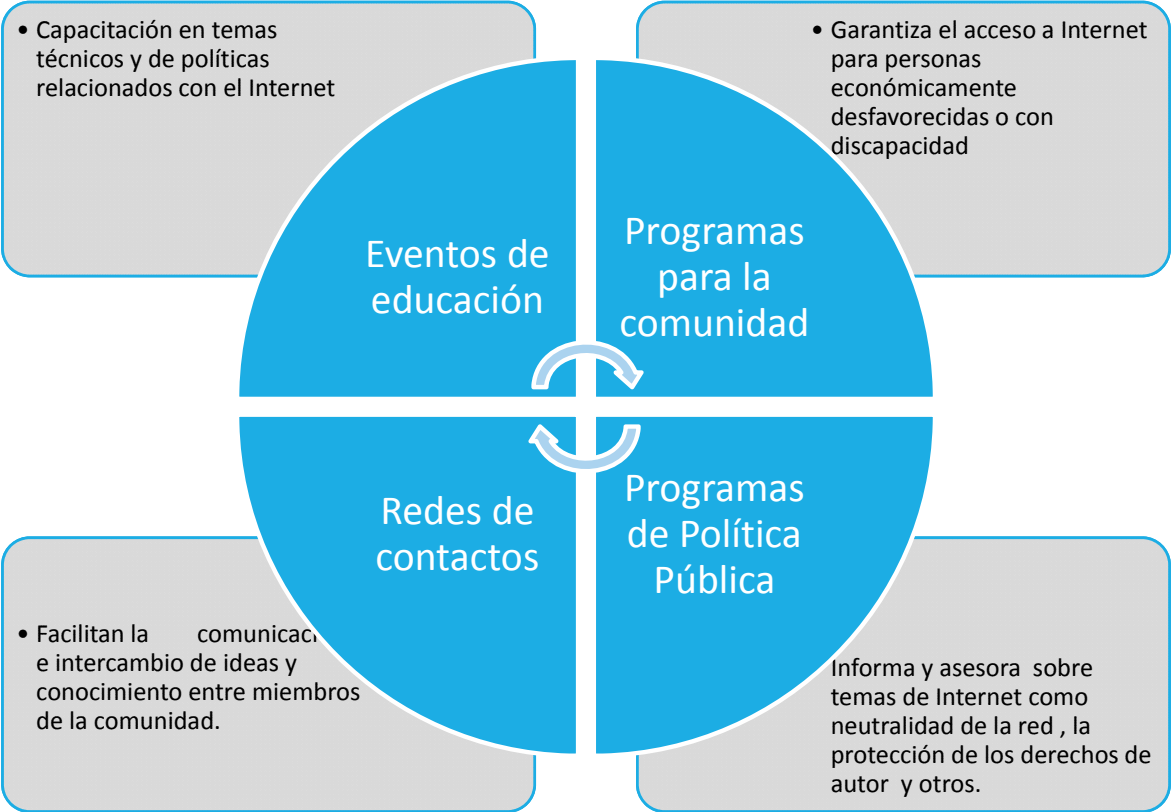 • Capacitación en temas
técnicos y de políticas
relacionados con el Internet
• Garantiza el acceso a Internet
para personas
económicamente
desfavorecidas o con
discapacidad
Eventos de
educación
Programas
para la
comunidad
Redes de
contactos
Programas
de Política
Pública
• Facilitan la
e intercambio de ideas y
conocimiento entre miembros
de la comunidad.
Informa y asesora sobre
temas de Internet como
neutralidad de la red , la
protección de los derechos de
autor y otros.